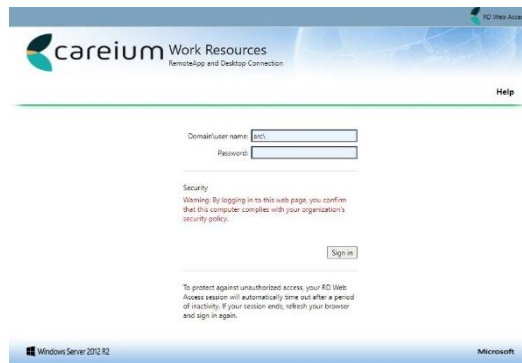 RD Web Acce
careium
Work Resources
RemoteApp and Desktop Connection
Help
Domain\user name: arc\
Password:
Security
Warning: By logging in to this web page, you confirm
that this computer complies with your organization's
security policy.
Sign in
To protect against unauthorized access, your RD Web
Access session will automatically time out after a period
of inactivity. If your session ends, refresh your browser
and sign in again.
Windows Server 2012 R2
Microsoft